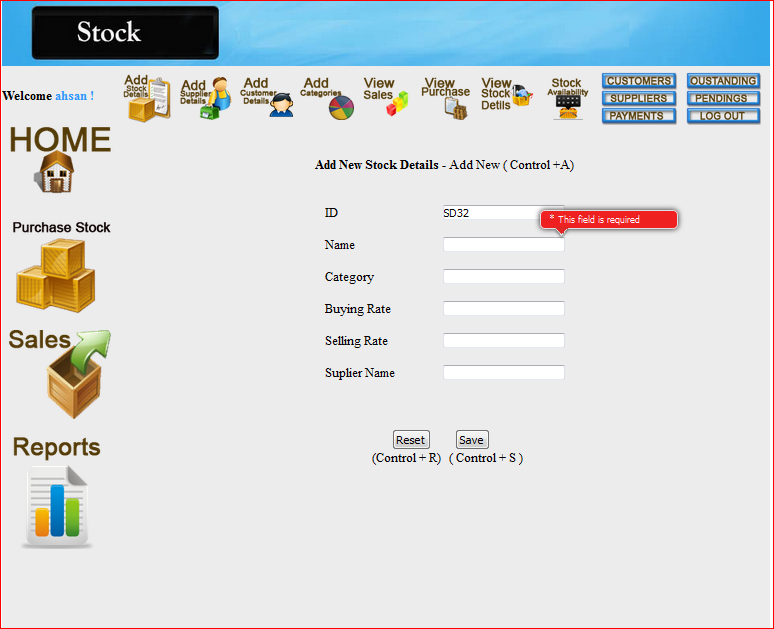 Stock
Welcome ahsan !
Add Stock Details
Add Supplier Details
Add Customer Details
Add Categories
View Sales
View Purchase
View Stock Detils
Stock Availability
CUSTOMERS
OUSTANDING
SUPPLIERS
PENDINGS
PAYMENTS
LOG OUT
HOME
Purchase Stock
Sales
Reports
Add New Stock Details - Add New ( Control +A)
ID SD32
* This field is required
Name
Category
Buying Rate
Selling Rate
Suplier Name
Reset Save
(Control + R) ( Control + S )